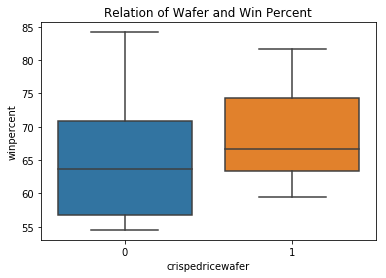 Relation of Wafer and Win Percent
winpercent
85
80
75
70
65
60
55
0 1
crispedricewafer